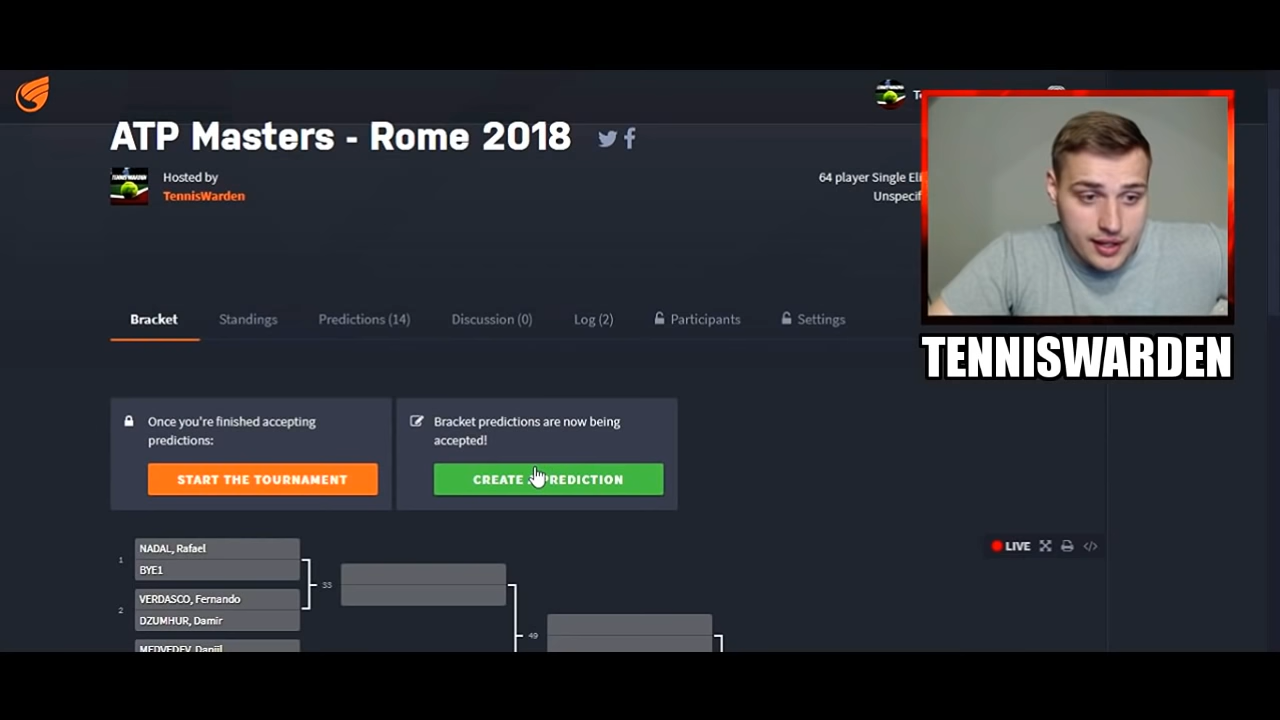 ATP Masters - Rome 2018
Hosted by
TennisWarden
64 player Single Eli
Unspecif
Bracket
Standings
Predictions (14)
Discussion (0)
Log (2)
Participants
Settings
TENNISWARDEN
Once you're finished accepting
predictions:
START THE TOURNAMENT
Bracket predictions are now being
accepted!
CREATE PREDICTION
LIVE
1
NADAL, Rafael
BYE1
33
2
VERDASCO, Fernando
DZUMHUR, Damir
49
MEDVEDEV, Daniil